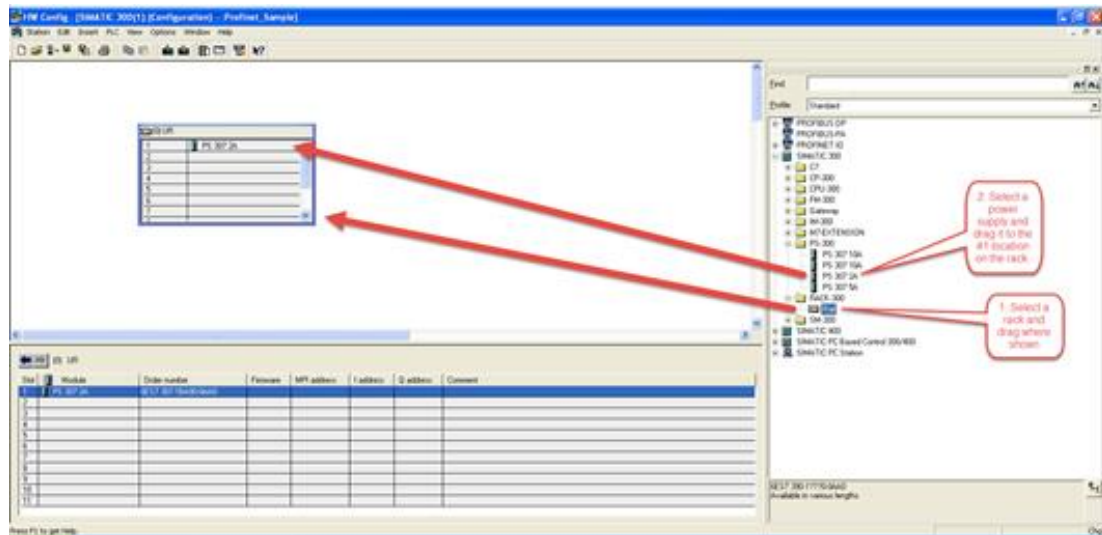 HW Config - [SIMATIC 300(1) (Configuration) -- Profinet_Sample]
Station Edit Insert PLC View Options Window Help
(0) UR
1 PS 307 2A
2
3
4
5
6
7
Find
Profile Standard
PROFIBUS DP
PROFIBUS-PA
PROFINET IO
SIMATIC 300
C7
CP-300
CPU-300
FM-300
Gateway
IM-300
M7-EXTENSION
PS-300
PS 307 10A
PS 307 10A
PS 307 2A
PS 307 5A
RACK-300
Rail
SM-300
SIMATIC 400
SIMATIC PC Based Control 300/400
SIMATIC PC Station
2. Select a
power
supply and
drag it to the
#1 location
on the rack.
1. Select a
rack and
drag where
shown
(0) UR
Slot Module Order number Firmware MPI address I address Q address Comment
1 PS 307 2A
2
3
4
5
6
7
8
9
10
11
Available in various lengths
Press F1 to get Help.
Chg